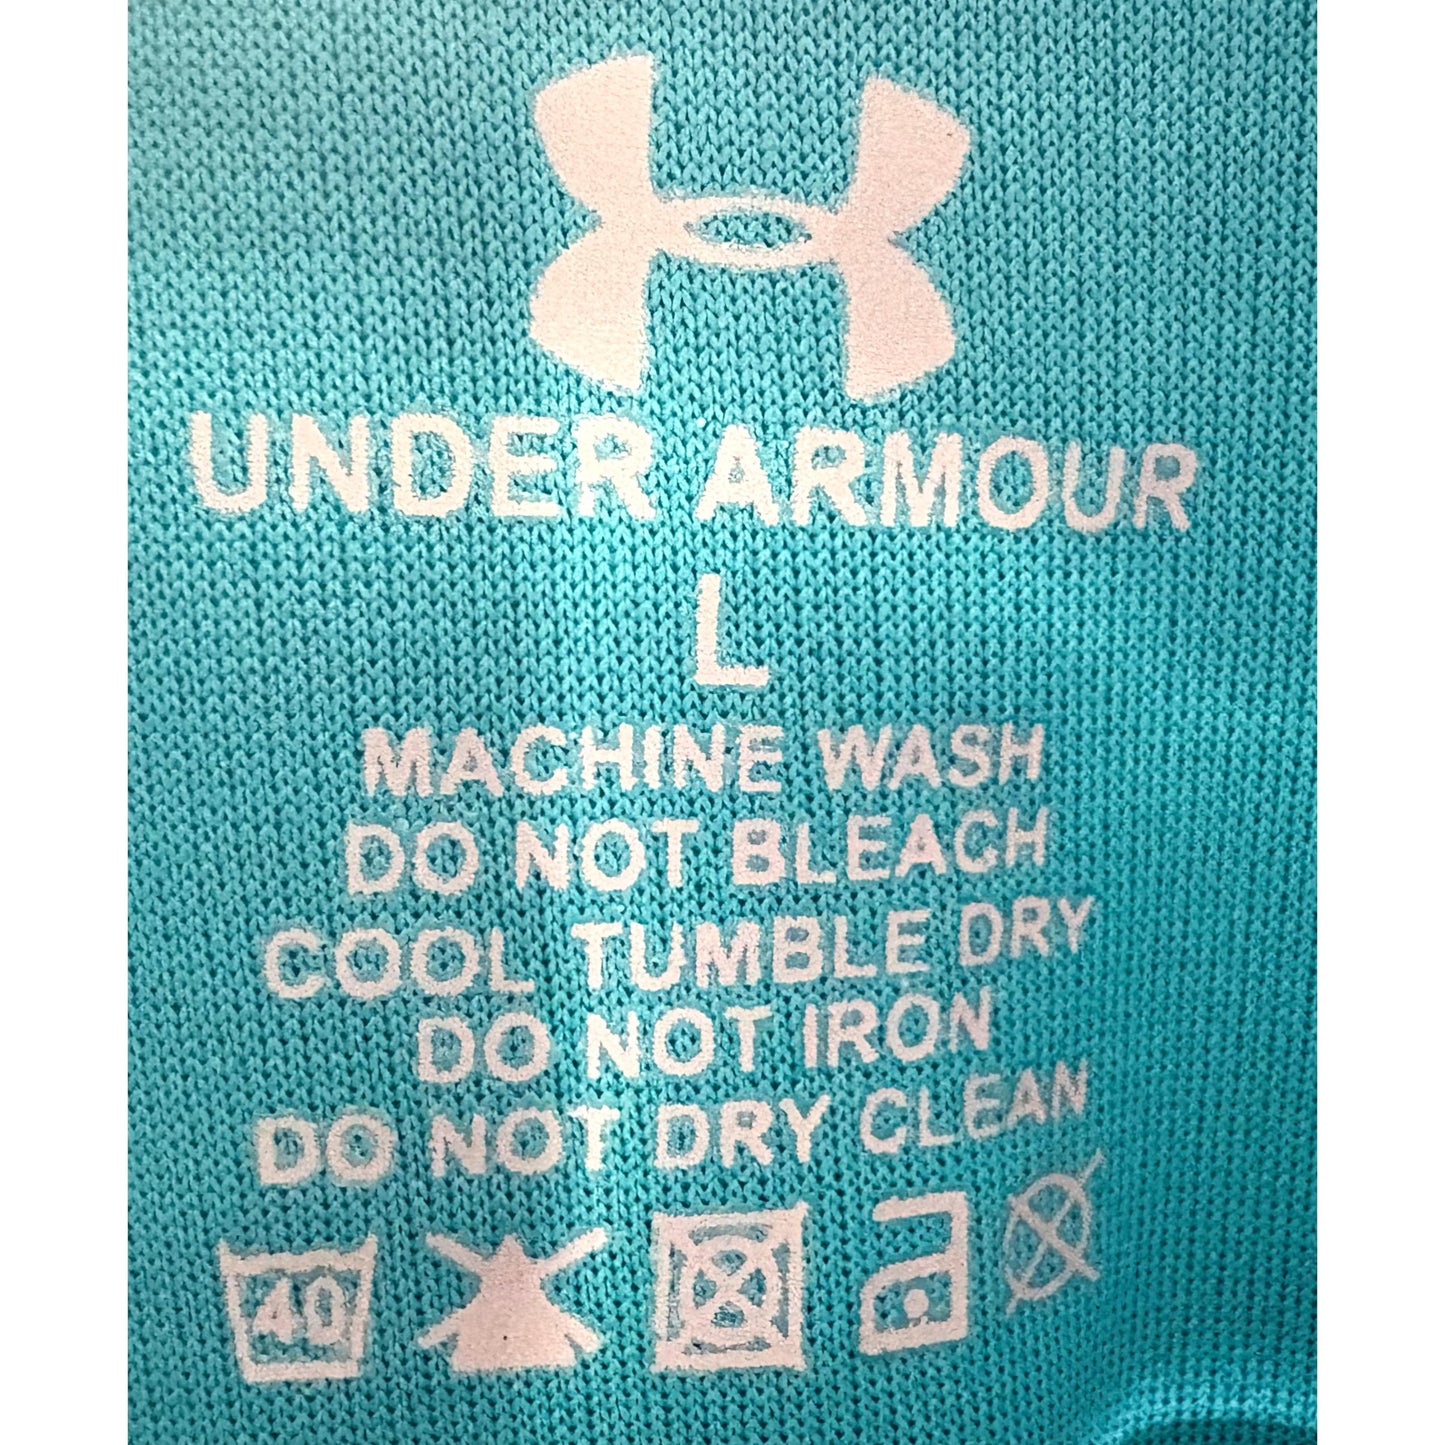 UNDER ARMOUR
L
MACHINE WASH
DO NOT BLEACH
COOL TUMBLE DRY
DO NOT IRON
DO NOT DRY CLEAN
40